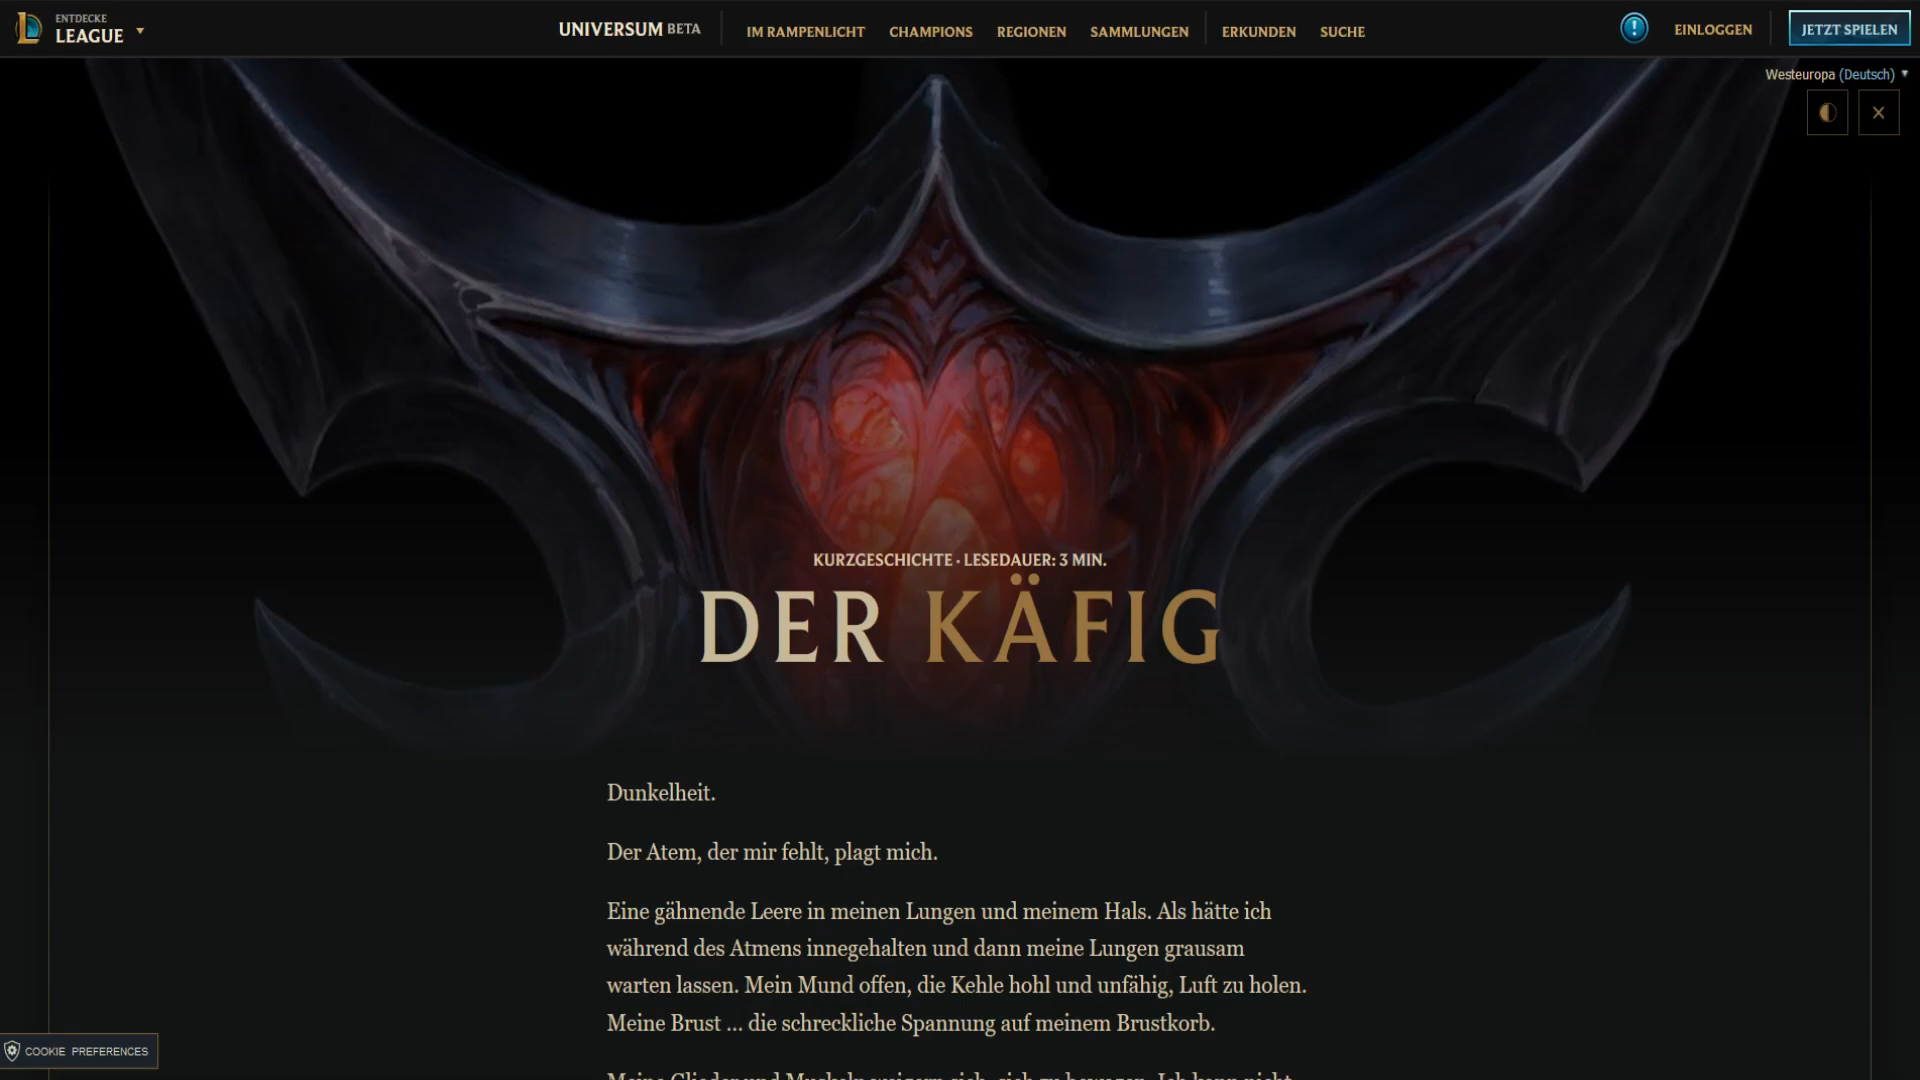 ENTDECKE
LEAGUE
UNIVERSUM BETA
IM RAMPENLICHT
CHAMPIONS
REGIONEN
SAMMLUNGEN
ERKUNDEN
SUCHE
EINLOGGEN
JETZT SPIELEN
Westeuropa (Deutsch)
KURZGESCHICHTE · LESEDAUER: 3 MIN.
DER KÄFIG
Dunkelheit.
Der Atem, der mir fehlt, plagt mich.
Eine gähnende Leere in meinen Lungen und meinem Hals. Als hätte ich
während des Atmens innegehalten und dann meine Lungen grausam
warten lassen. Mein Mund offen, die Kehle hohl und unfähig, Luft zu holen.
Meine Brust ... die schreckliche Spannung auf meinem Brustkorb.
COOKIE PREFERENCES